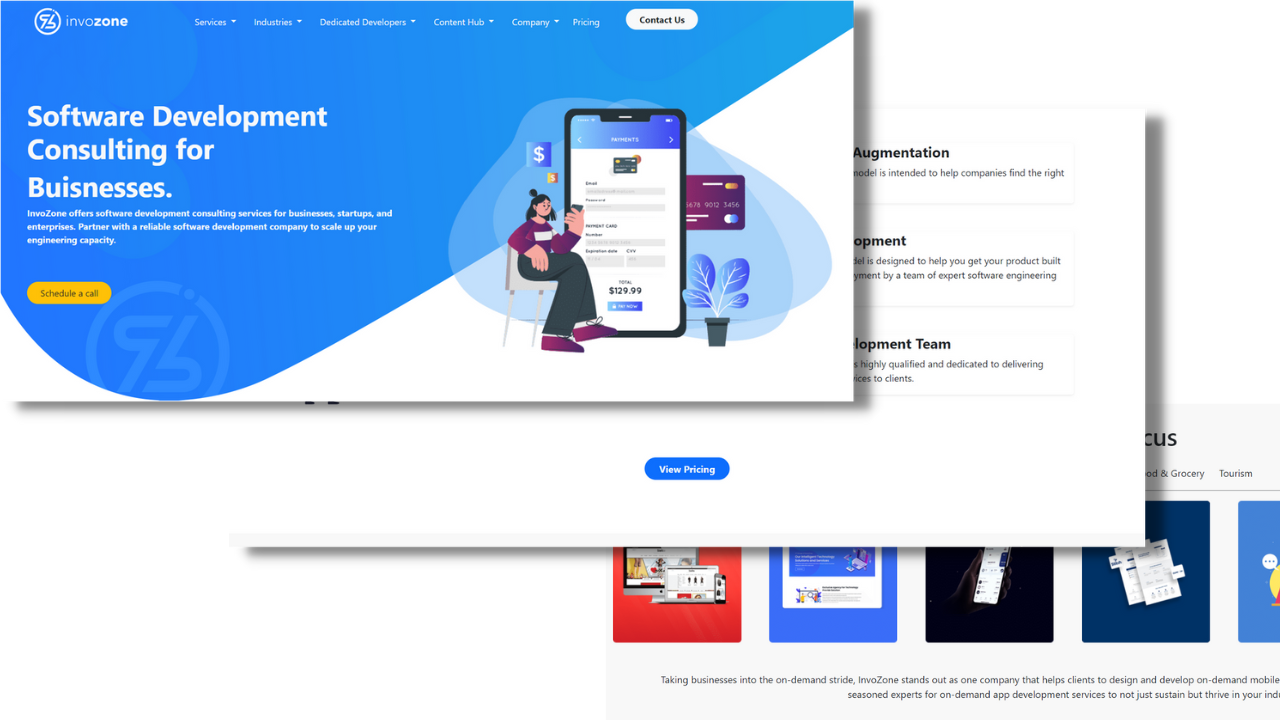 invozone
Services
Industries
Dedicated Developers
Content Hub
Company
Pricing
Contact Us
Software Development
Consulting for
Buisnesses.
InvoZone offers software development consulting services for businesses, startups, and
enterprises. Partner with a reliable software development company to scale up your
engineering capacity.
Schedule a call
$
$
PAYMENTS
Email
Password
PAYMENT CARD
Number
Expiration date CVV
TOTAL
$129.99
PAY NOW
5678 9012 3456
Augmentation
model is intended to help companies find the right
opment
del is designed to help you get your product built
yment by a team of expert software engineering
lopment Team
s highly qualified and dedicated to delivering
ices to clients.
View Pricing
cus
od & Grocery
Tourism
Taking businesses into the on-demand stride, InvoZone stands out as one company that helps clients to design and develop on-demand mobile
seasoned experts for on-demand app development services to not just sustain but thrive in your indu